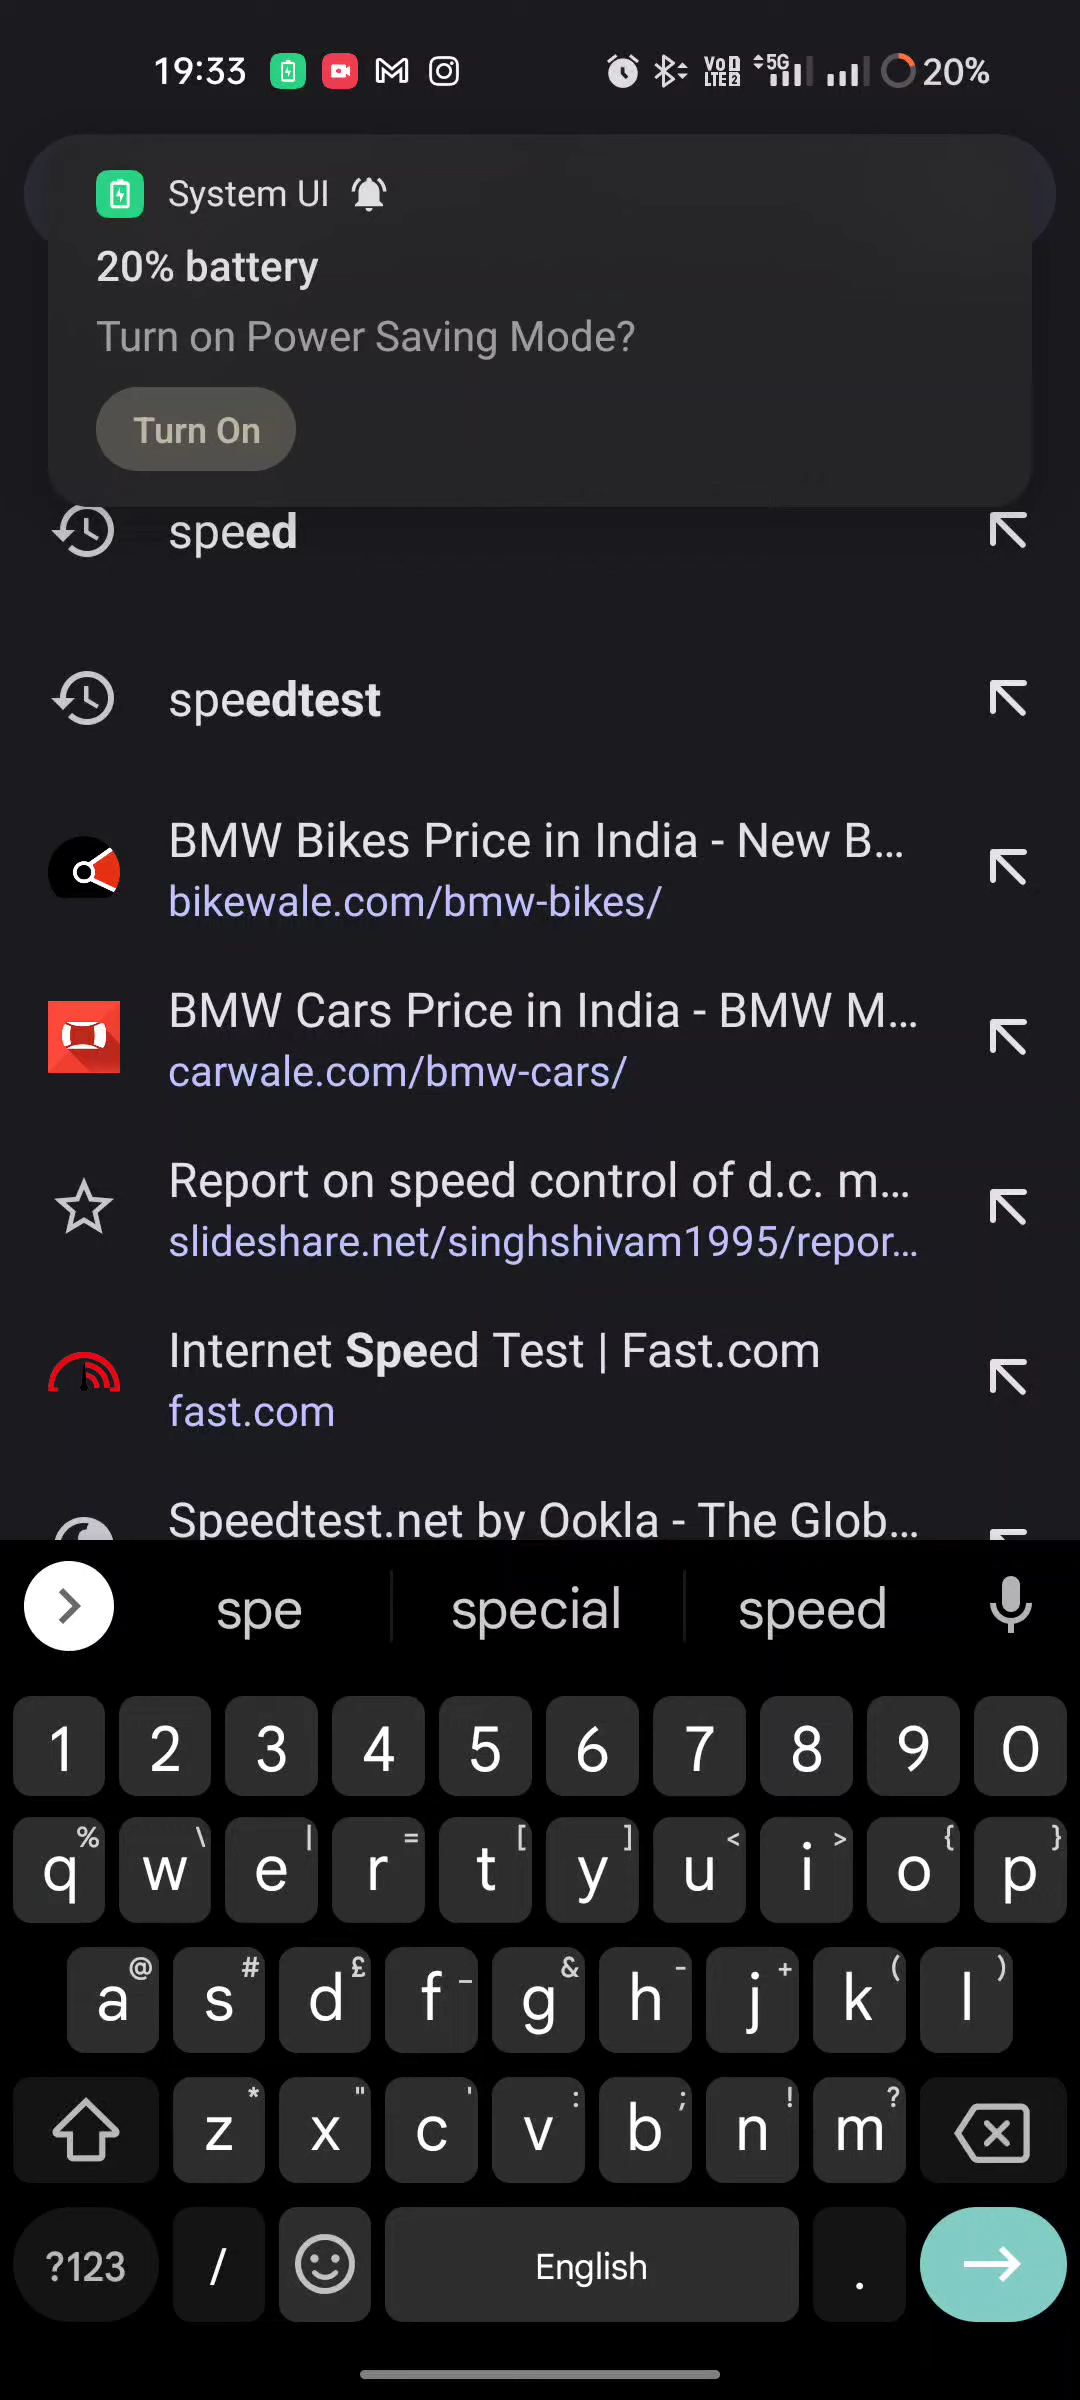 19:33 VoD LTE2 5G 20%
System UI
20% battery
Turn on Power Saving Mode?
Turn On
speed
speedtest
BMW Bikes Price in India - New B...
bikewale.com/bmw-bikes/
BMW Cars Price in India - BMW M...
carwale.com/bmw-cars/
Report on speed control of d.c. m...
slideshare.net/singhshivam1995/repor...
Internet Speed Test | Fast.com
fast.com
Speedtest.net by Ookla - The Glob...
spe special speed
1 2 3 4 5 6 7 8 9 0
% \ | = [ ] < > { }
q w e r t y u i o p
@ # £ _ & - + ( )
a s d f g h j k l
* " ' : ; ! ?
z x c v b n m
?123 / English .